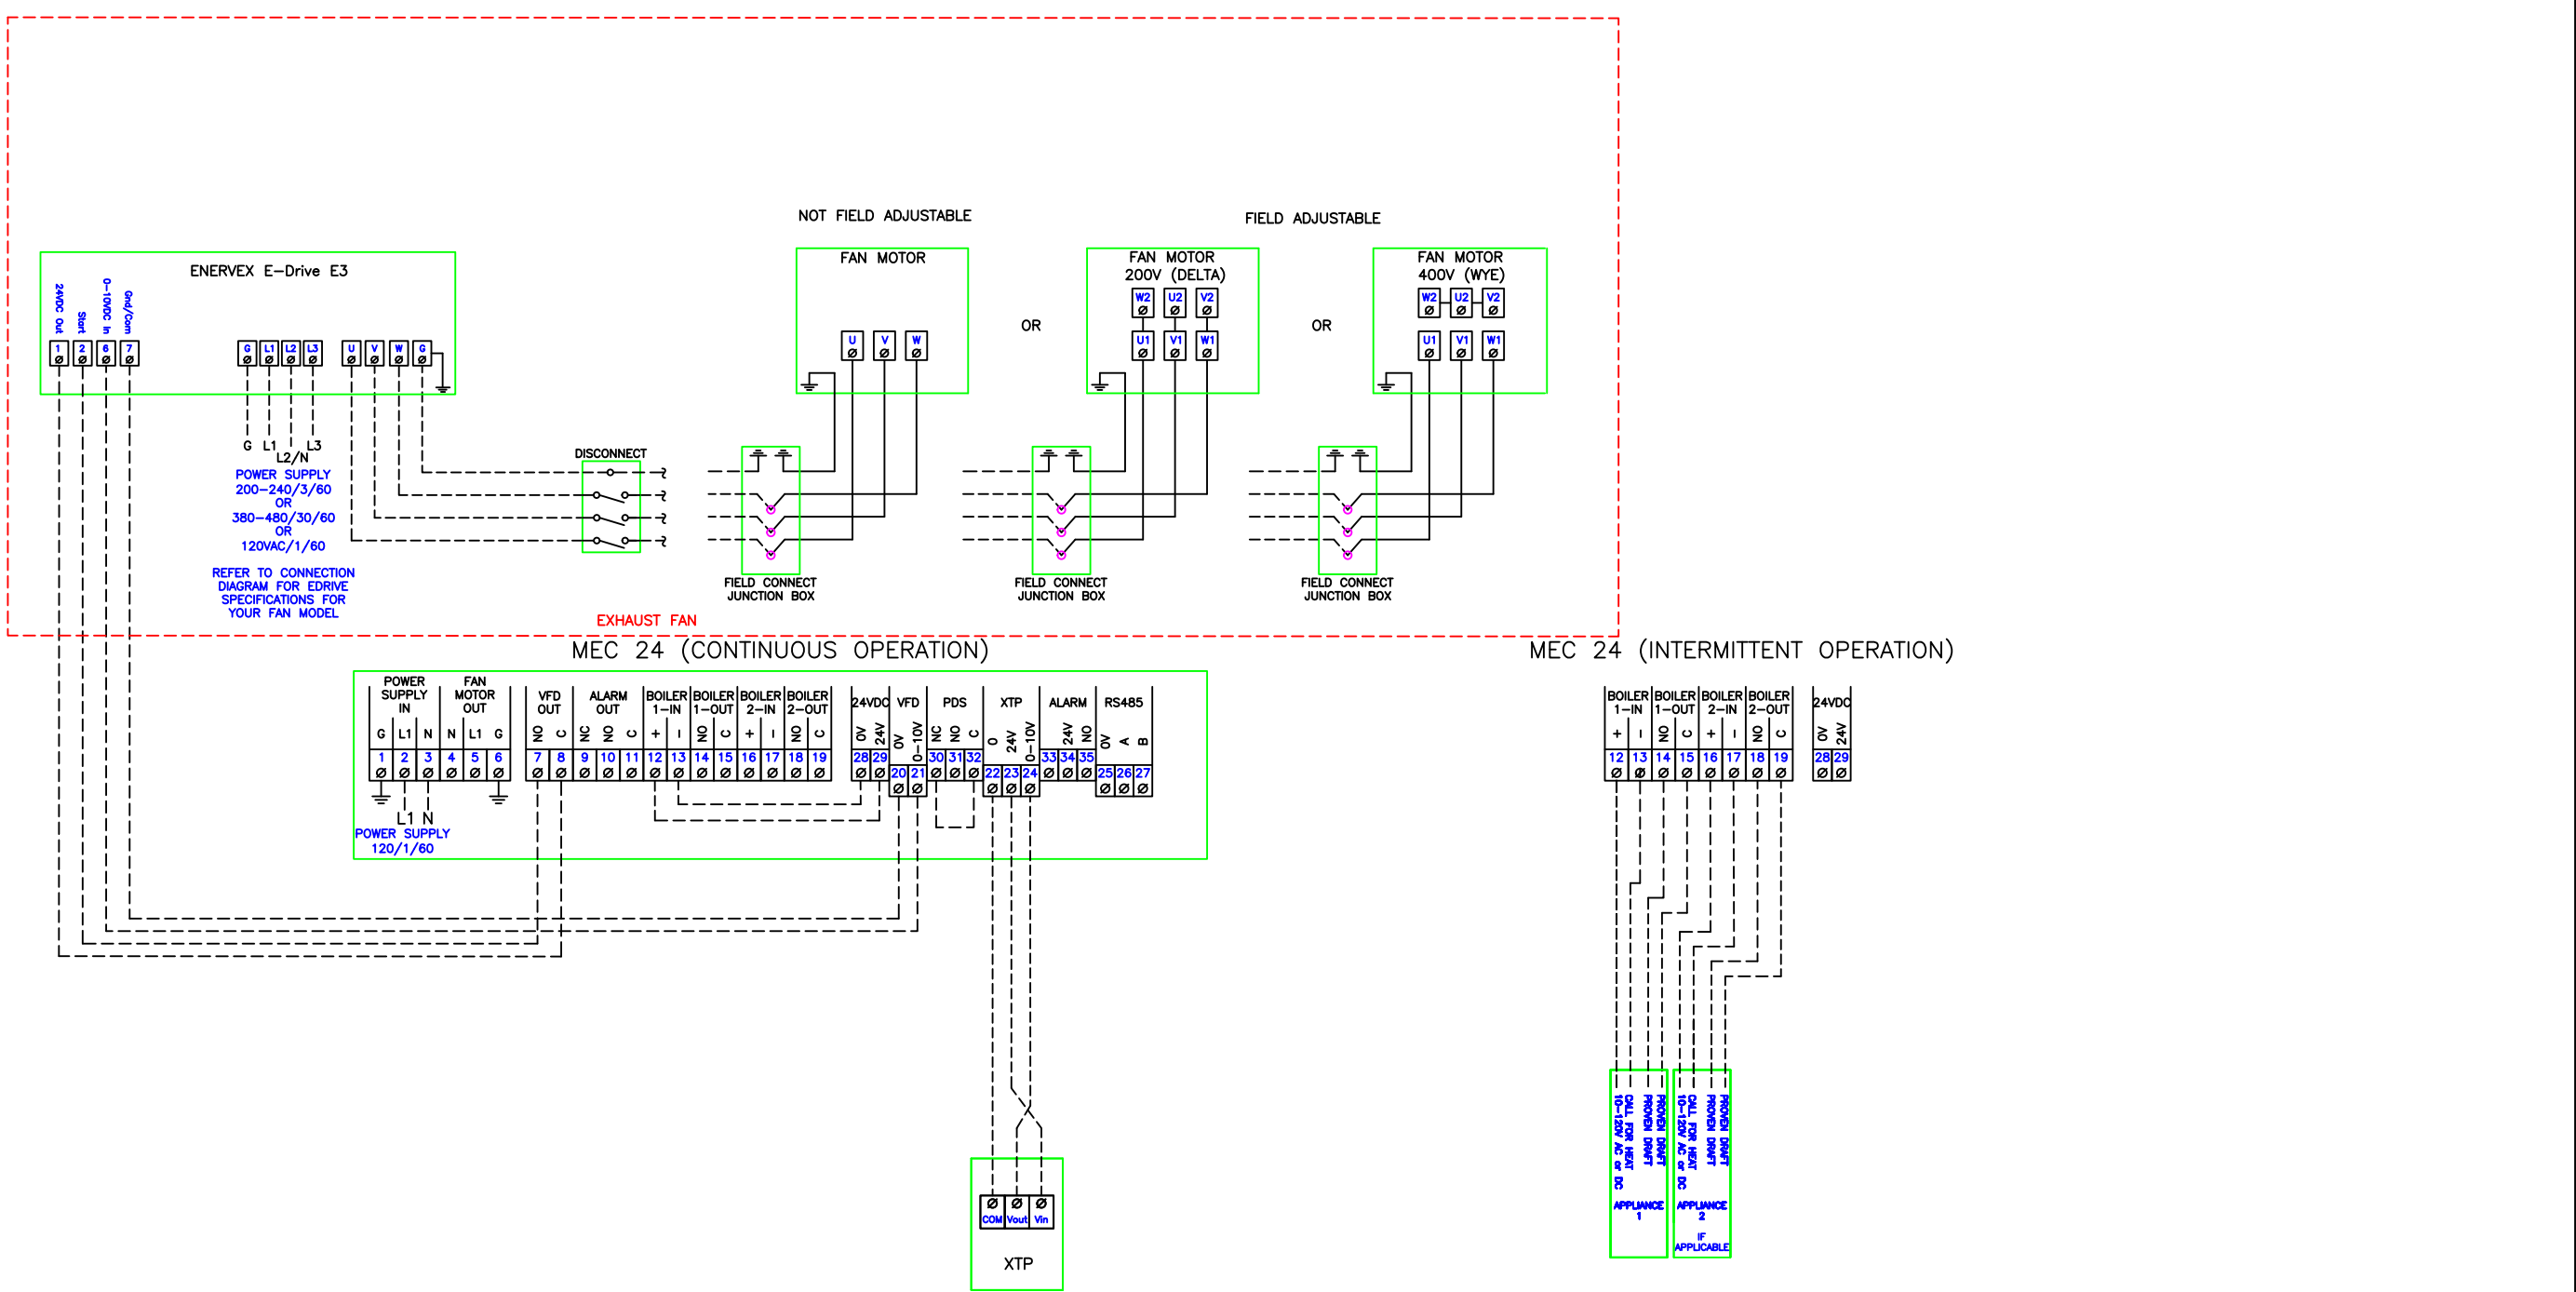 NOT FIELD ADJUSTABLE
FIELD ADJUSTABLE
ENERVEX E-Drive E3
24VDC Out
Start
0-10VDC In
Gnd/Com
1 2 6 7
G L1 L2 L3
U V W G
G L1 L3
L2/N
POWER SUPPLY
200-240/3/60
OR
380-480/30/60
OR
120VAC/1/60
REFER TO CONNECTION
DIAGRAM FOR EDRIVE
SPECIFICATIONS FOR
YOUR FAN MODEL
DISCONNECT
FAN MOTOR
U V W
FIELD CONNECT
JUNCTION BOX
OR
FAN MOTOR
200V (DELTA)
W2 U2 V2
U1 V1 W1
FIELD CONNECT
JUNCTION BOX
OR
FAN MOTOR
400V (WYE)
W2 U2 V2
U1 V1 W1
FIELD CONNECT
JUNCTION BOX
EXHAUST FAN
MEC 24 (CONTINUOUS OPERATION)
POWER
SUPPLY
IN
G L1 N
1 2 3
FAN
MOTOR
OUT
N L1 G
4 5 6
VFD
OUT
NO C
7 8
ALARM
OUT
NC NO C
9 10 11
BOILER
1-IN
+ -
12 13
BOILER
1-OUT
NO C
14 15
BOILER
2-IN
+ -
16 17
BOILER
2-OUT
NO C
18 19
24VDC
0V 24V
28 29
VFD
0V 0-10V
20 21
PDS
NC NO C
30 31 32
XTP
0 24V 0-10V
22 23 24
ALARM
24V NO
33 34 35
RS485
0V A B
25 26 27
L1 N
POWER SUPPLY
120/1/60
COM Vout Vin
XTP
MEC 24 (INTERMITTENT OPERATION)
BOILER
1-IN
+ -
12 13
BOILER
1-OUT
NO C
14 15
BOILER
2-IN
+ -
16 17
BOILER
2-OUT
NO C
18 19
24VDC
0V 24V
28 29
10-120V AC or DC
CALL FOR HEAT
PROVEN DRAFT
PROVEN DRAFT
APPLIANCE
1
10-120V AC or DC
CALL FOR HEAT
PROVEN DRAFT
PROVEN DRAFT
APPLIANCE
2
IF
APPLICABLE